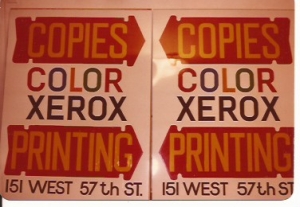 COPIES
COLOR
XEROX
PRINTING
151 WEST 57th ST.
COPIES
COLOR
XEROX
PRINTING
151 WEST 57th ST.